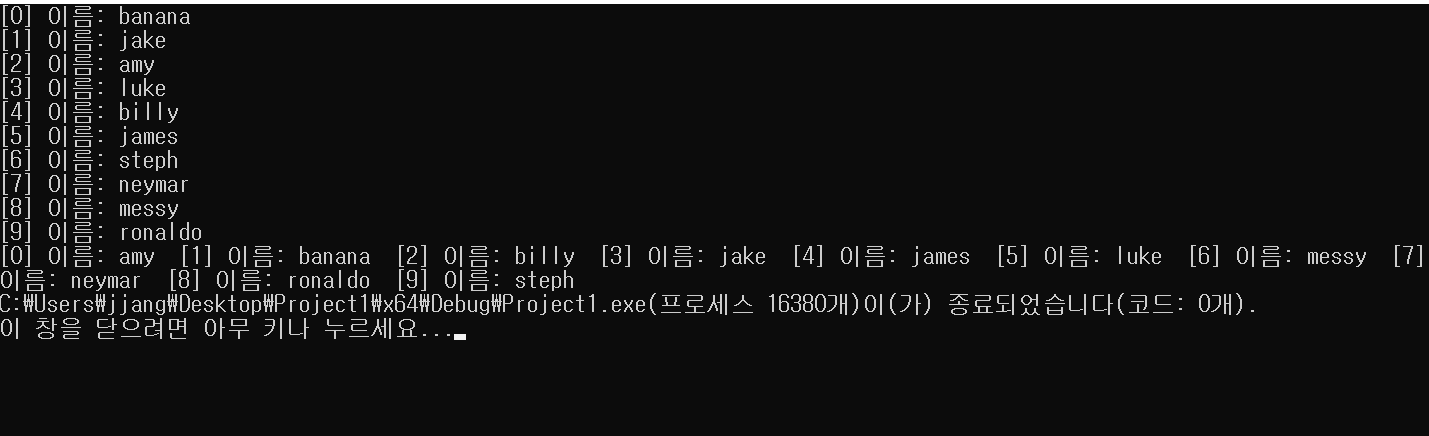 [0] 이름: banana
[1] 이름: jake
[2] 이름: amy
[3] 이름: luke
[4] 이름: billy
[5] 이름: james
[6] 이름: steph
[7] 이름: neymar
[8] 이름: messy
[9] 이름: ronaldo
[0] 이름: amy  [1] 이름: banana  [2] 이름: billy  [3] 이름: jake  [4] 이름: james  [5] 이름: luke  [6] 이름: messy  [7]
이름: neymar  [8] 이름: ronaldo  [9] 이름: steph
C:₩Users₩jjang₩Desktop₩Project1₩x64₩Debug₩Project1.exe(프로세스 16380개)이(가) 종료되었습니다(코드: 0개).
이 창을 닫으려면 아무 키나 누르세요...